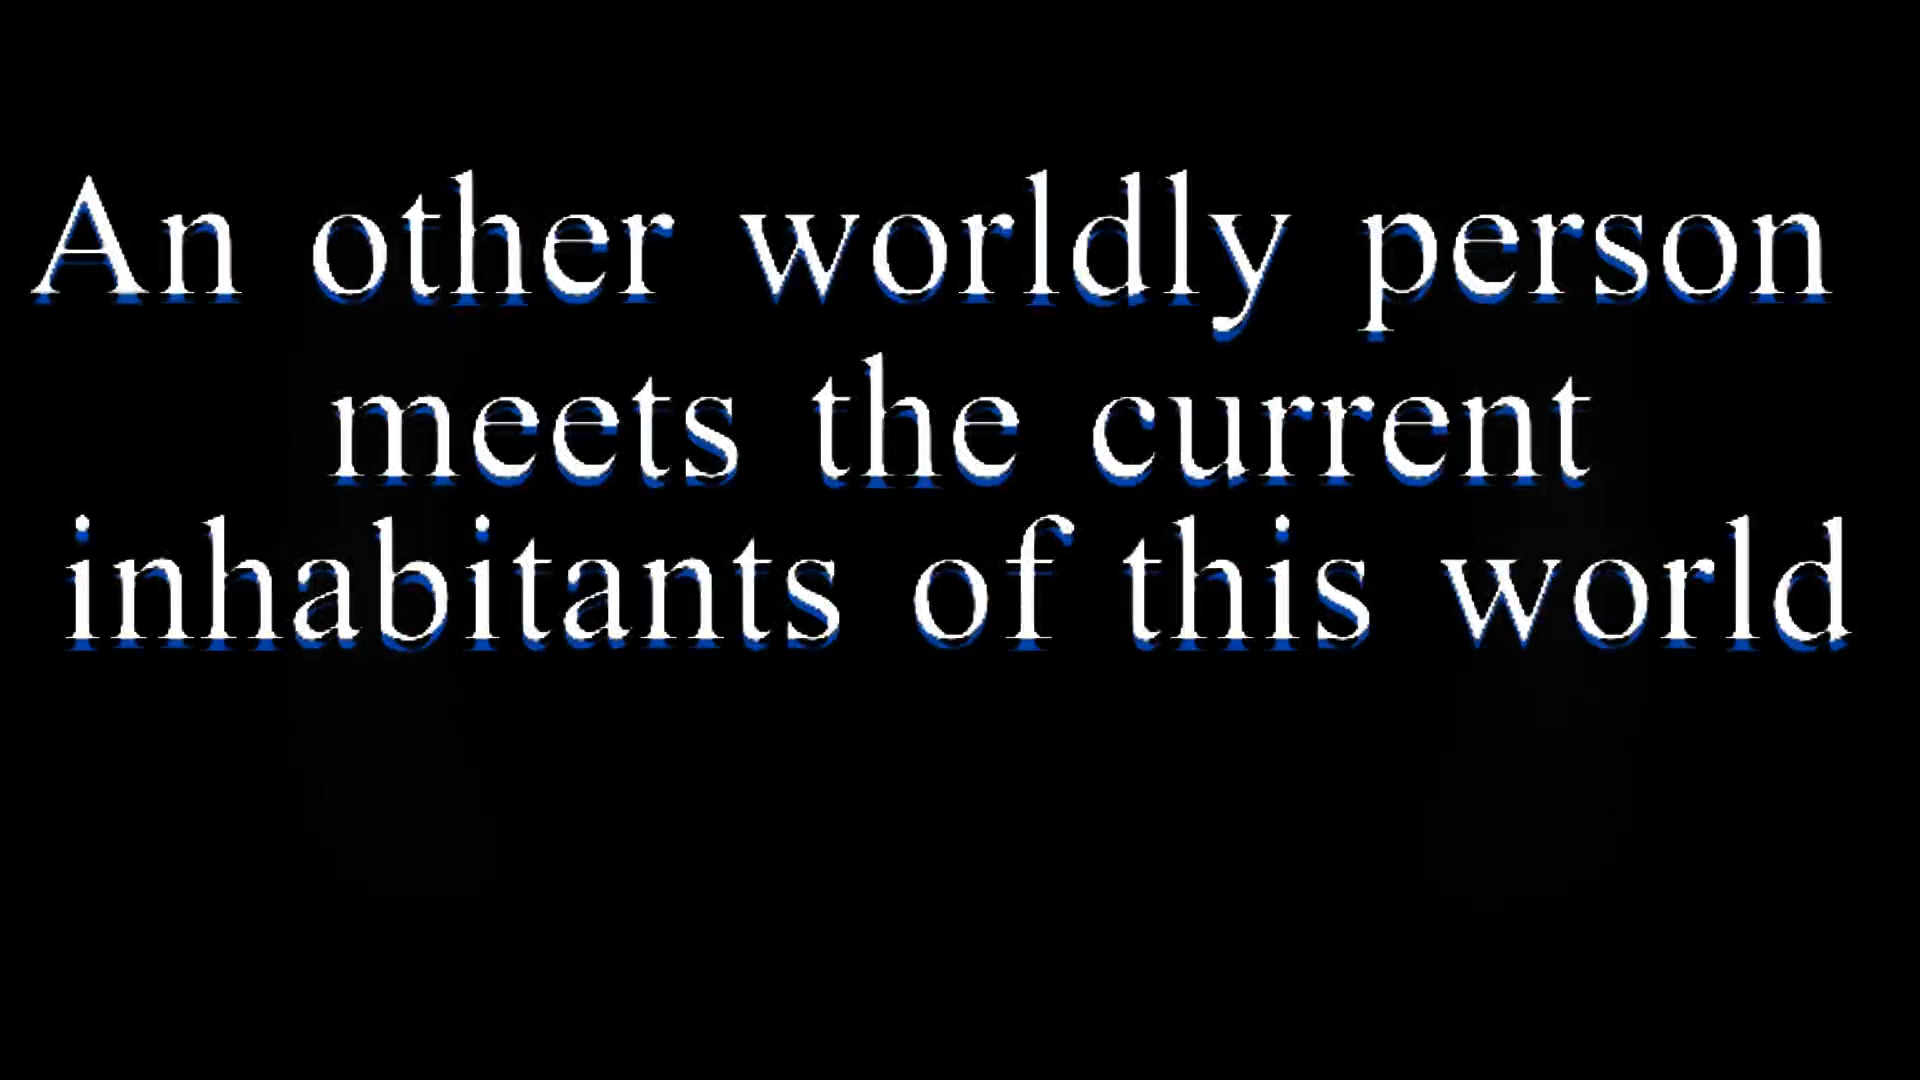 An other worldly person
meets the current
inhabitants of this world